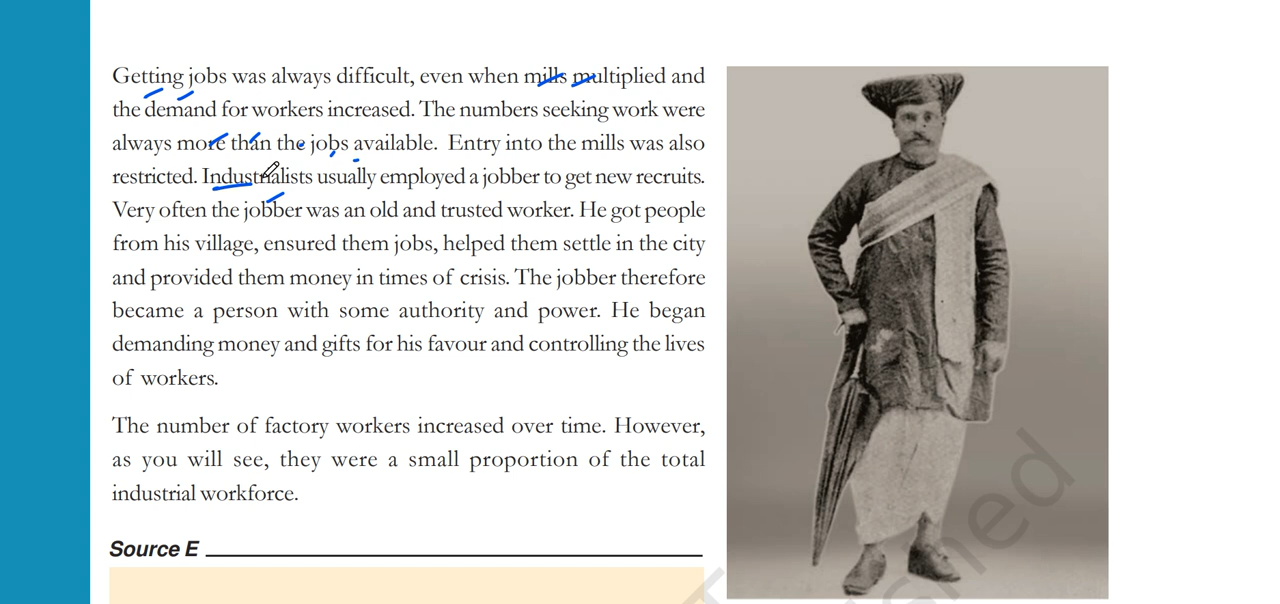 Getting jobs was always difficult, even when mills multiplied and
the demand for workers increased. The numbers seeking work were
always more than the jobs available. Entry into the mills was also
restricted. Industrialists usually employed a jobber to get new recruits.
Very often the jobber was an old and trusted worker. He got people
from his village, ensured them jobs, helped them settle in the city
and provided them money in times of crisis. The jobber therefore
became a person with some authority and power. He began
demanding money and gifts for his favour and controlling the lives
of workers.
The number of factory workers increased over time. However,
as you will see, they were a small proportion of the total
industrial workforce.
Source E